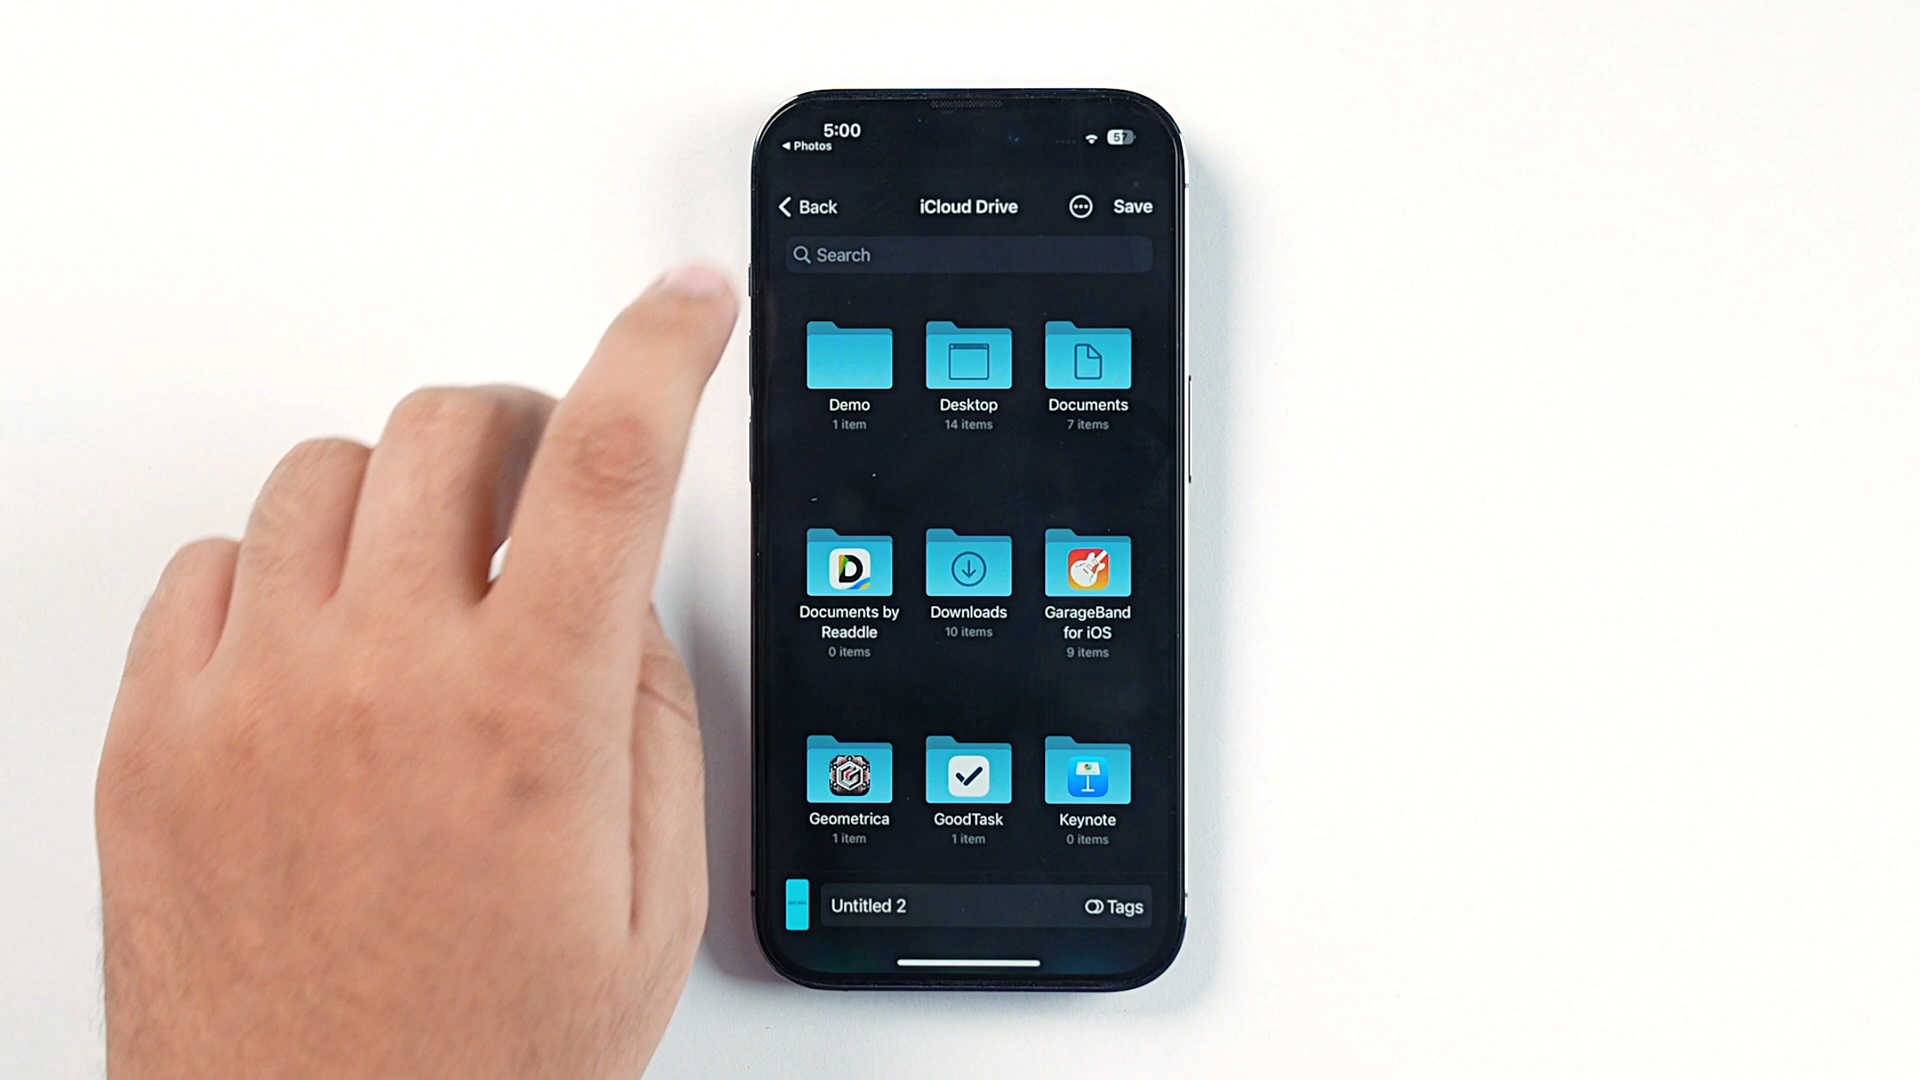 5:00
57
◀ Photos
Back
iCloud Drive
Save
Search
Demo
1 item
Desktop
14 items
Documents
7 items
Documents by
Readdle
0 items
Downloads
10 items
GarageBand
for iOS
9 items
Geometrica
1 item
GoodTask
1 item
Keynote
0 items
Untitled 2
Tags